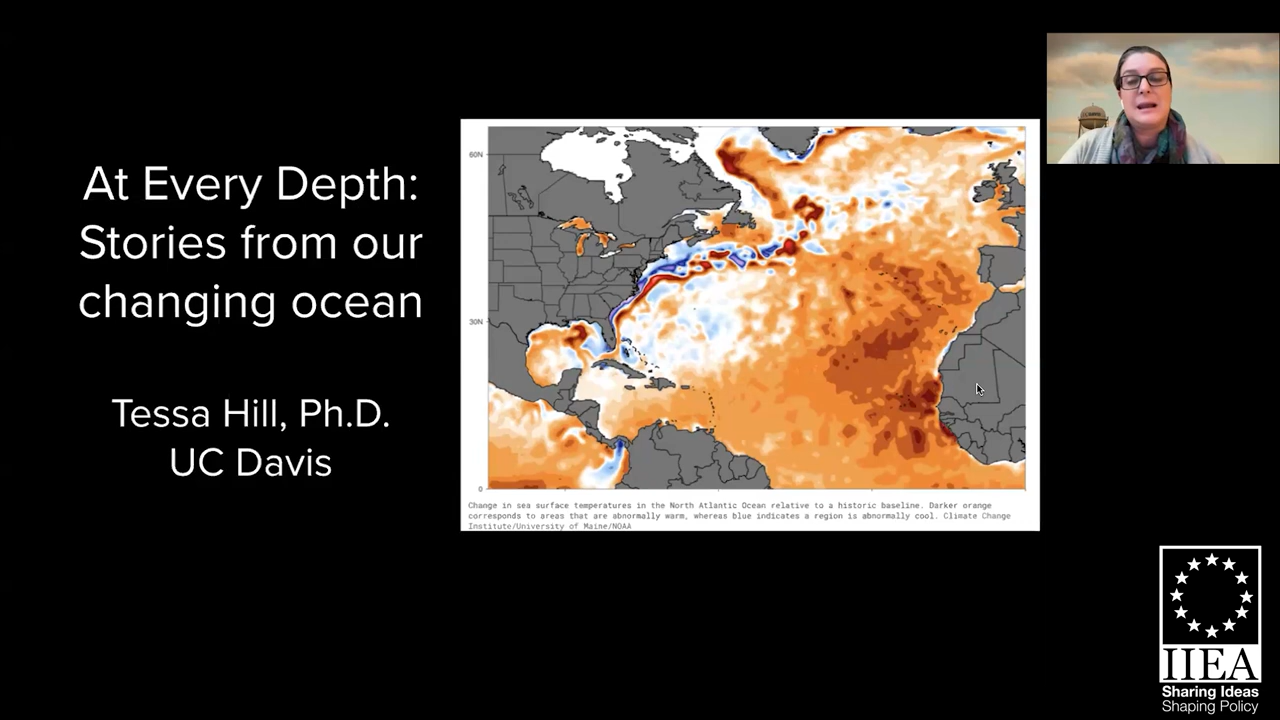 At Every Depth:
Stories from our
changing ocean
Tessa Hill, Ph.D.
UC Davis
60N
30N
0
Change in sea surface temperatures in the North Atlantic Ocean relative to a historic baseline. Darker orange
corresponds to areas that are abnormally warm, whereas blue indicates a region is abnormally cool. Climate Change
Institute/University of Maine/NOAA
IIEA
Sharing Ideas
Shaping Policy